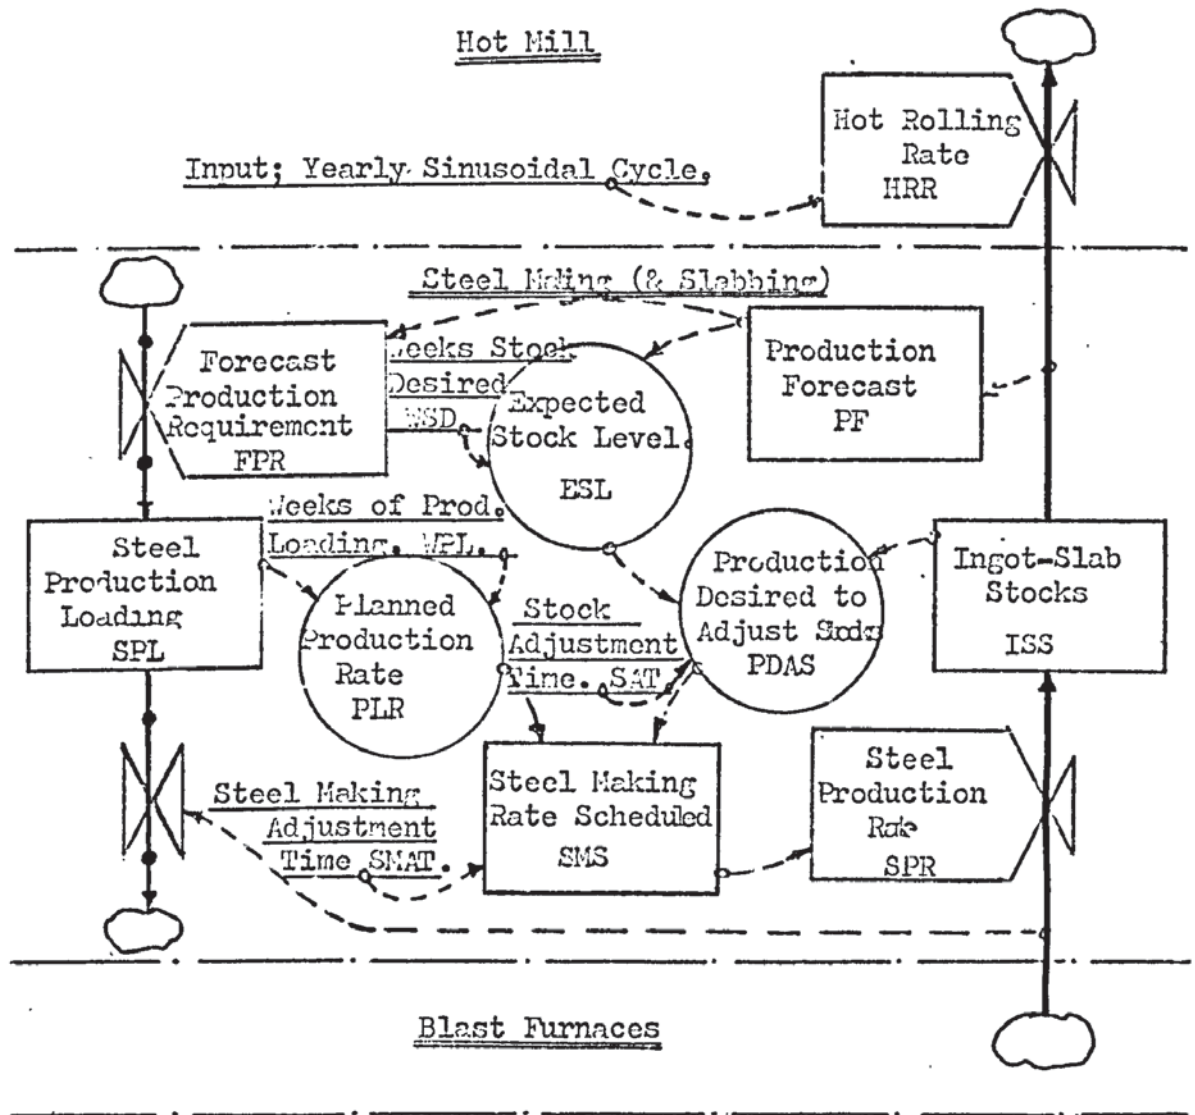 Hot Mill
Hot Rolling
Rate
HRR
Input; Yearly Sinusoidal Cycle.
Steel Making (& Slabbing)
Forecast
Production
Requirement
FPR
Weeks Stock
Desired
WSD
Expected
Stock Level.
ESL
Production
Forecast
PF
Weeks of Prod.
Loading. WPL.
Steel
Production
Loading
SPL
Planned
Production
Rate
PLR
Stock
Adjustment
Time. SAT
Production
Desired to
Adjust Stocks
PDAS
Ingot-Slab
Stocks
ISS
Steel Making
Adjustment
Time SMAT.
Steel Making
Rate Scheduled
SMS
Steel
Production
Rate
SPR
Blast Furnaces